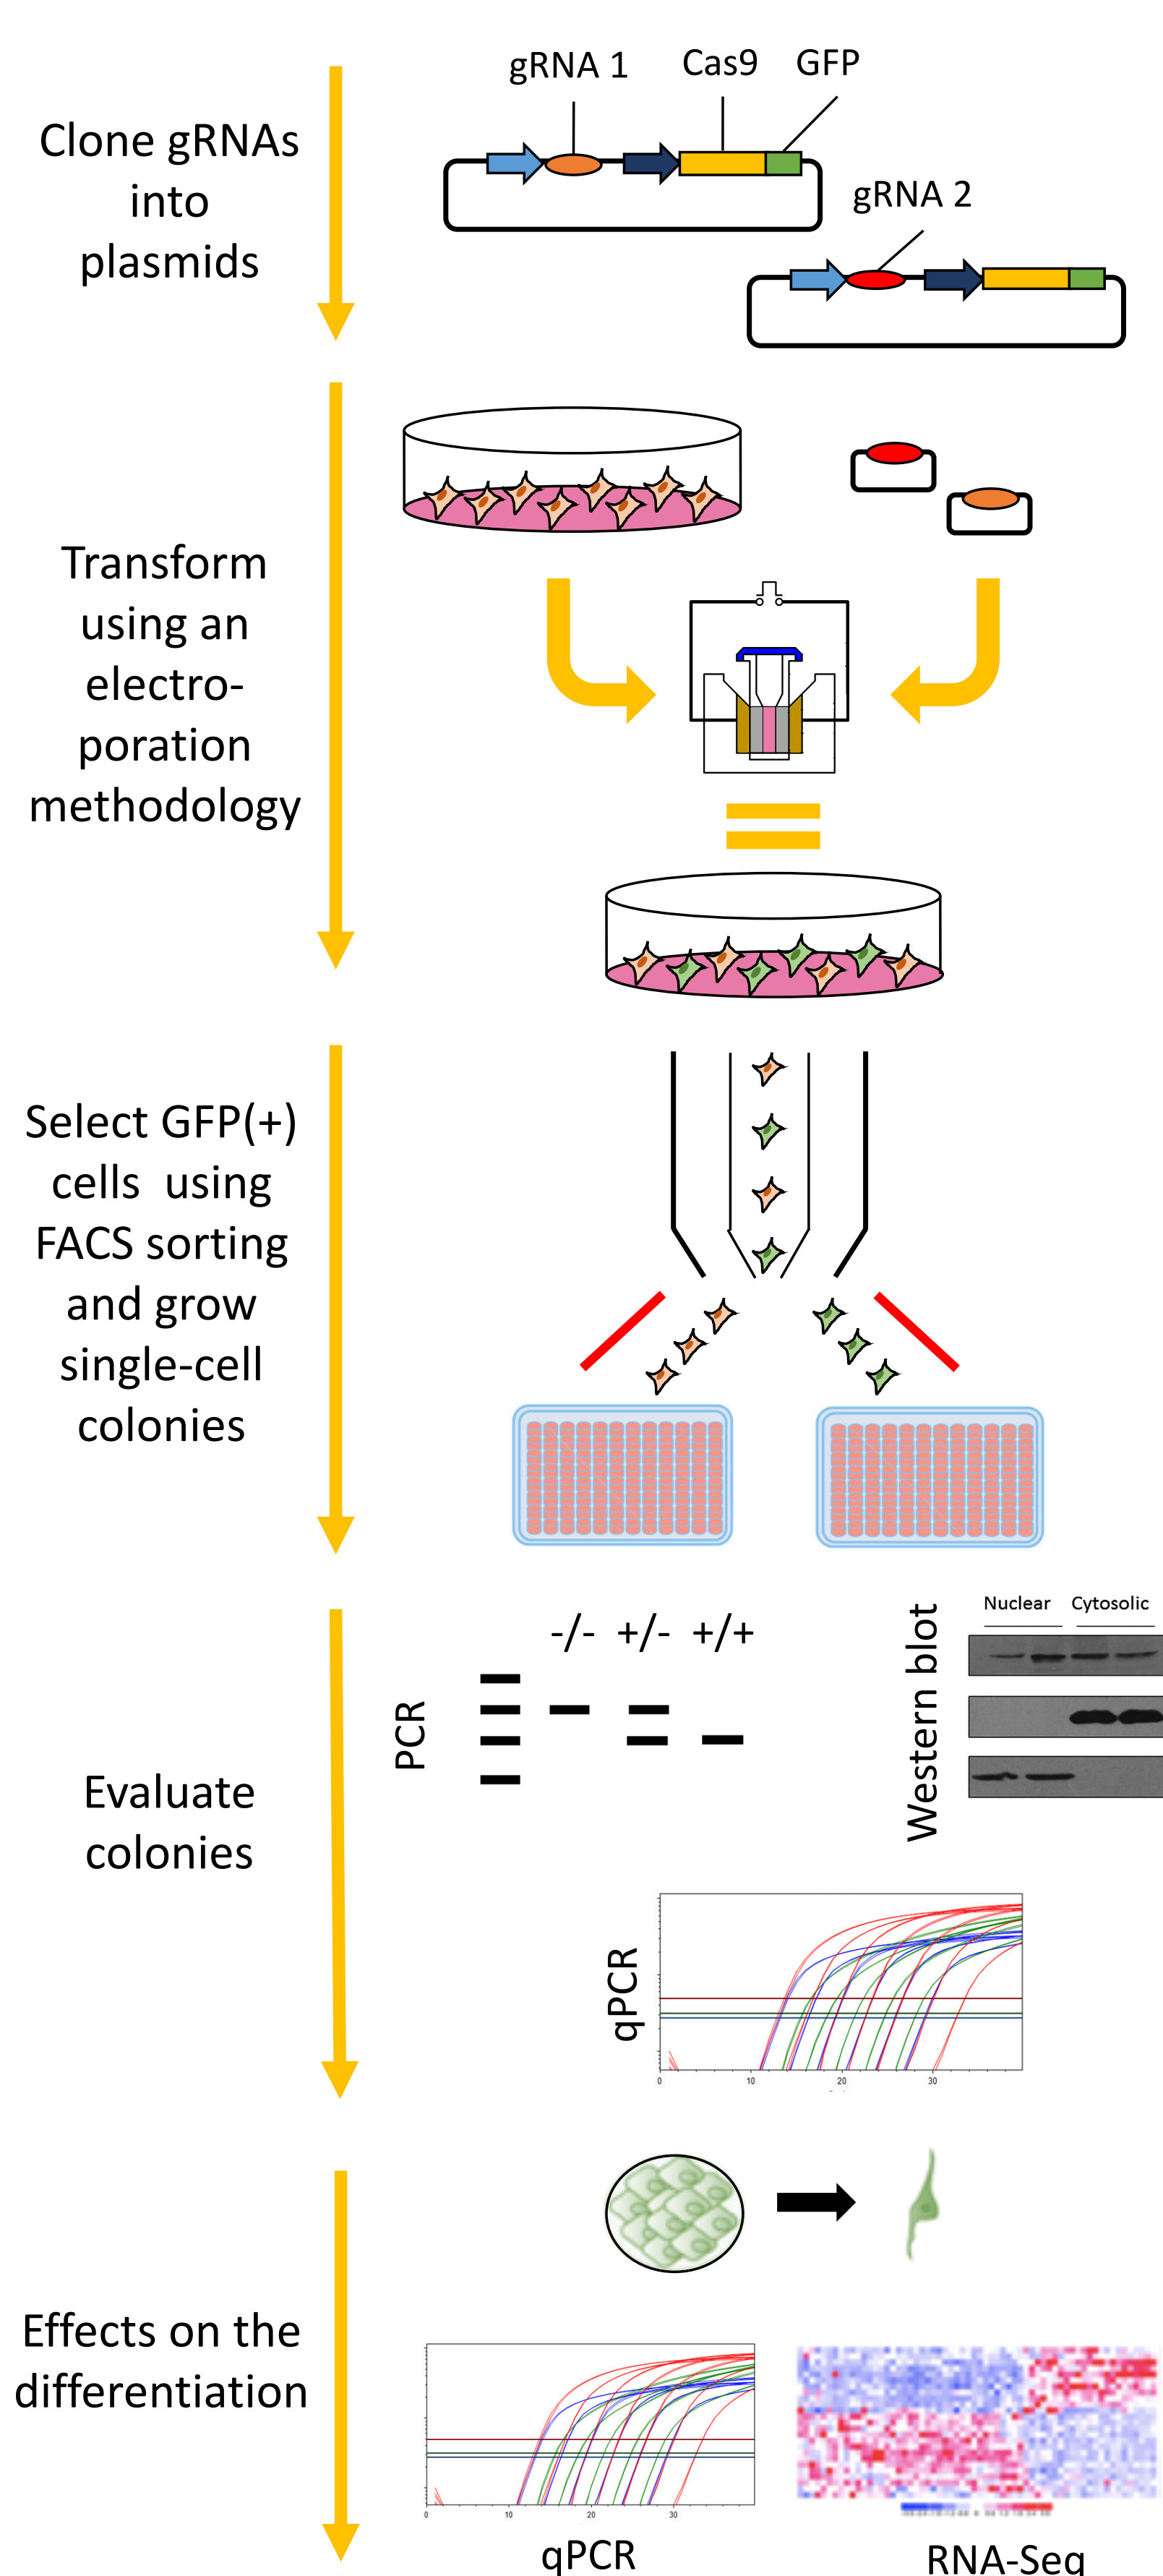 gRNA 1
Cas9
GFP
Clone gRNAs
into
plasmids
gRNA 2
Transform
using an
electro-
poration
methodology
Select GFP(+)
cells using
FACS sorting
and grow
single-cell
colonies
Evaluate
colonies
PCR
-/- +/- +/+
Western blot
Nuclear Cytosolic
qPCR
0 10 20 30
Effects on the
differentiation
0 10 20 30
qPCR
RNA-Seq